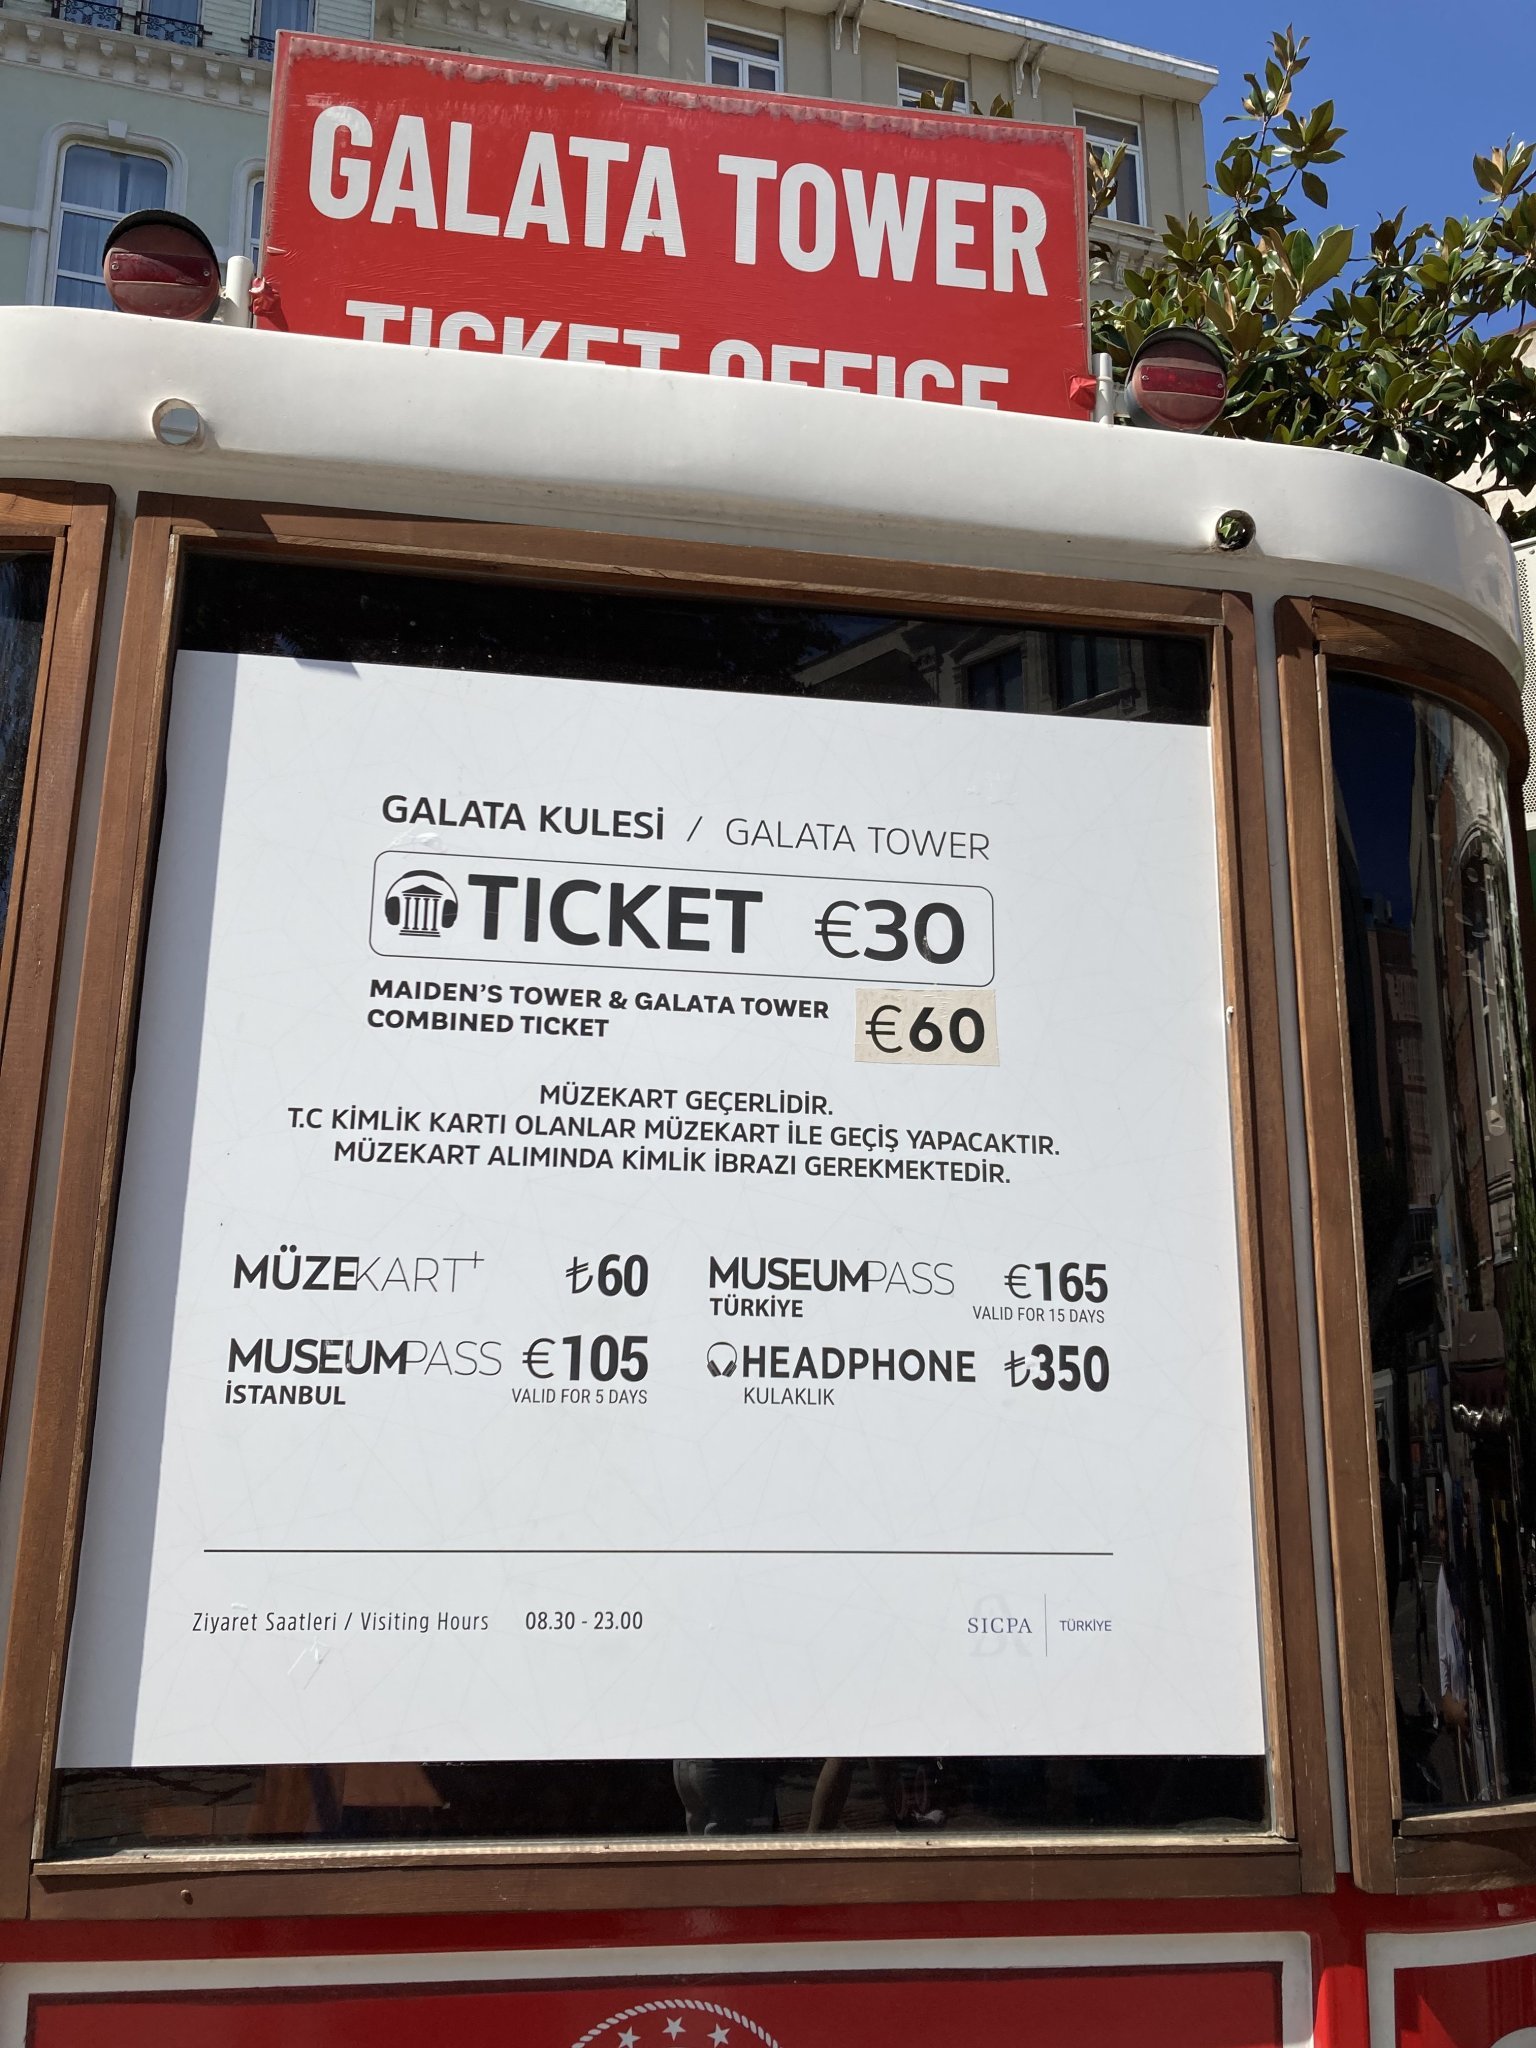 GALATA TOWER
TICKET OFFICE
GALATA KULESİ / GALATA TOWER
TICKET €30
MAIDEN'S TOWER & GALATA TOWER
COMBINED TICKET €60
MÜZEKART GEÇERLİDİR.
T.C KİMLİK KARTI OLANLAR MÜZEKART İLE GEÇİŞ YAPACAKTIR.
MÜZEKART ALIMINDA KİMLİK İBRAZI GEREKMEKTEDİR.
MÜZEKART+ ₺60
MUSEUMPASS €105
İSTANBUL VALID FOR 5 DAYS
MUSEUMPASS €165
TÜRKİYE VALID FOR 15 DAYS
HEADPHONE ₺350
KULAKLIK
Ziyaret Saatleri / Visiting Hours 08.30 - 23.00
SICPA TÜRKİYE